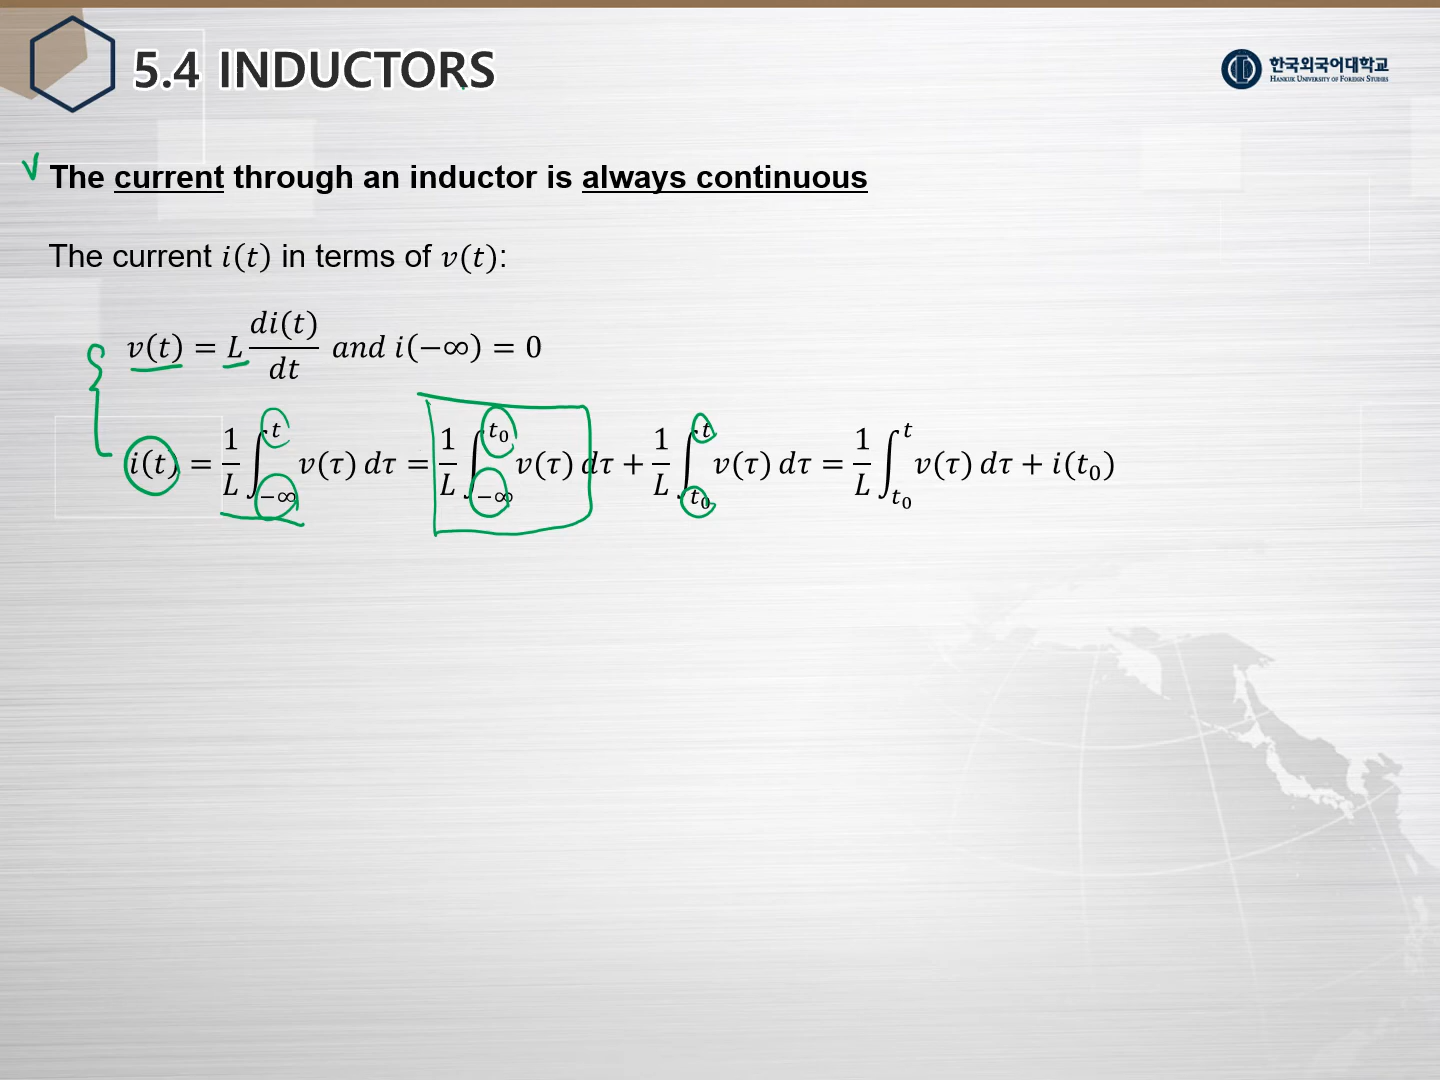 5.4 INDUCTORS
한국외국어대학교
HANKUK UNIVERSITY OF FOREIGN STUDIES
The current through an inductor is always continuous
The current i(t) in terms of v(t):
v(t) = L di(t)/dt and i(−∞) = 0
i(t) = 1/L ∫_{−∞}^{t} v(τ) dτ = 1/L ∫_{−∞}^{t₀} v(τ) dτ + 1/L ∫_{t₀}^{t} v(τ) dτ = 1/L ∫_{t₀}^{t} v(τ) dτ + i(t₀)